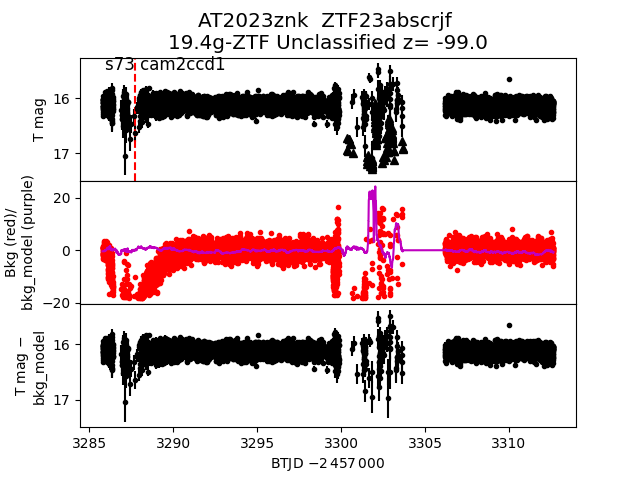 AT2023znk  ZTF23abscrjf
19.4g-ZTF Unclassified z= -99.0
s73 cam2ccd1
T mag
16
17
Bkg (red)/
bkg_model (purple)
20
0
−20
T mag −
bkg_model
16
17
3285 3290 3295 3300 3305 3310
BTJD −2 457 000